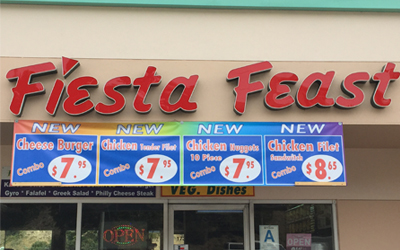 Fiesta Feast
NEW NEW NEW NEW
Cheese Burger
Combo $7.95
Chicken Tender Filet
Combo $7.95
Chicken Nuggets
10 Piece
Combo $7.95
Chicken Filet
Sandwich
Combo $8.65
Gyro * Falafel * Greek Salad * Philly Cheese Steak
VEG. Dishes
OPEN
A